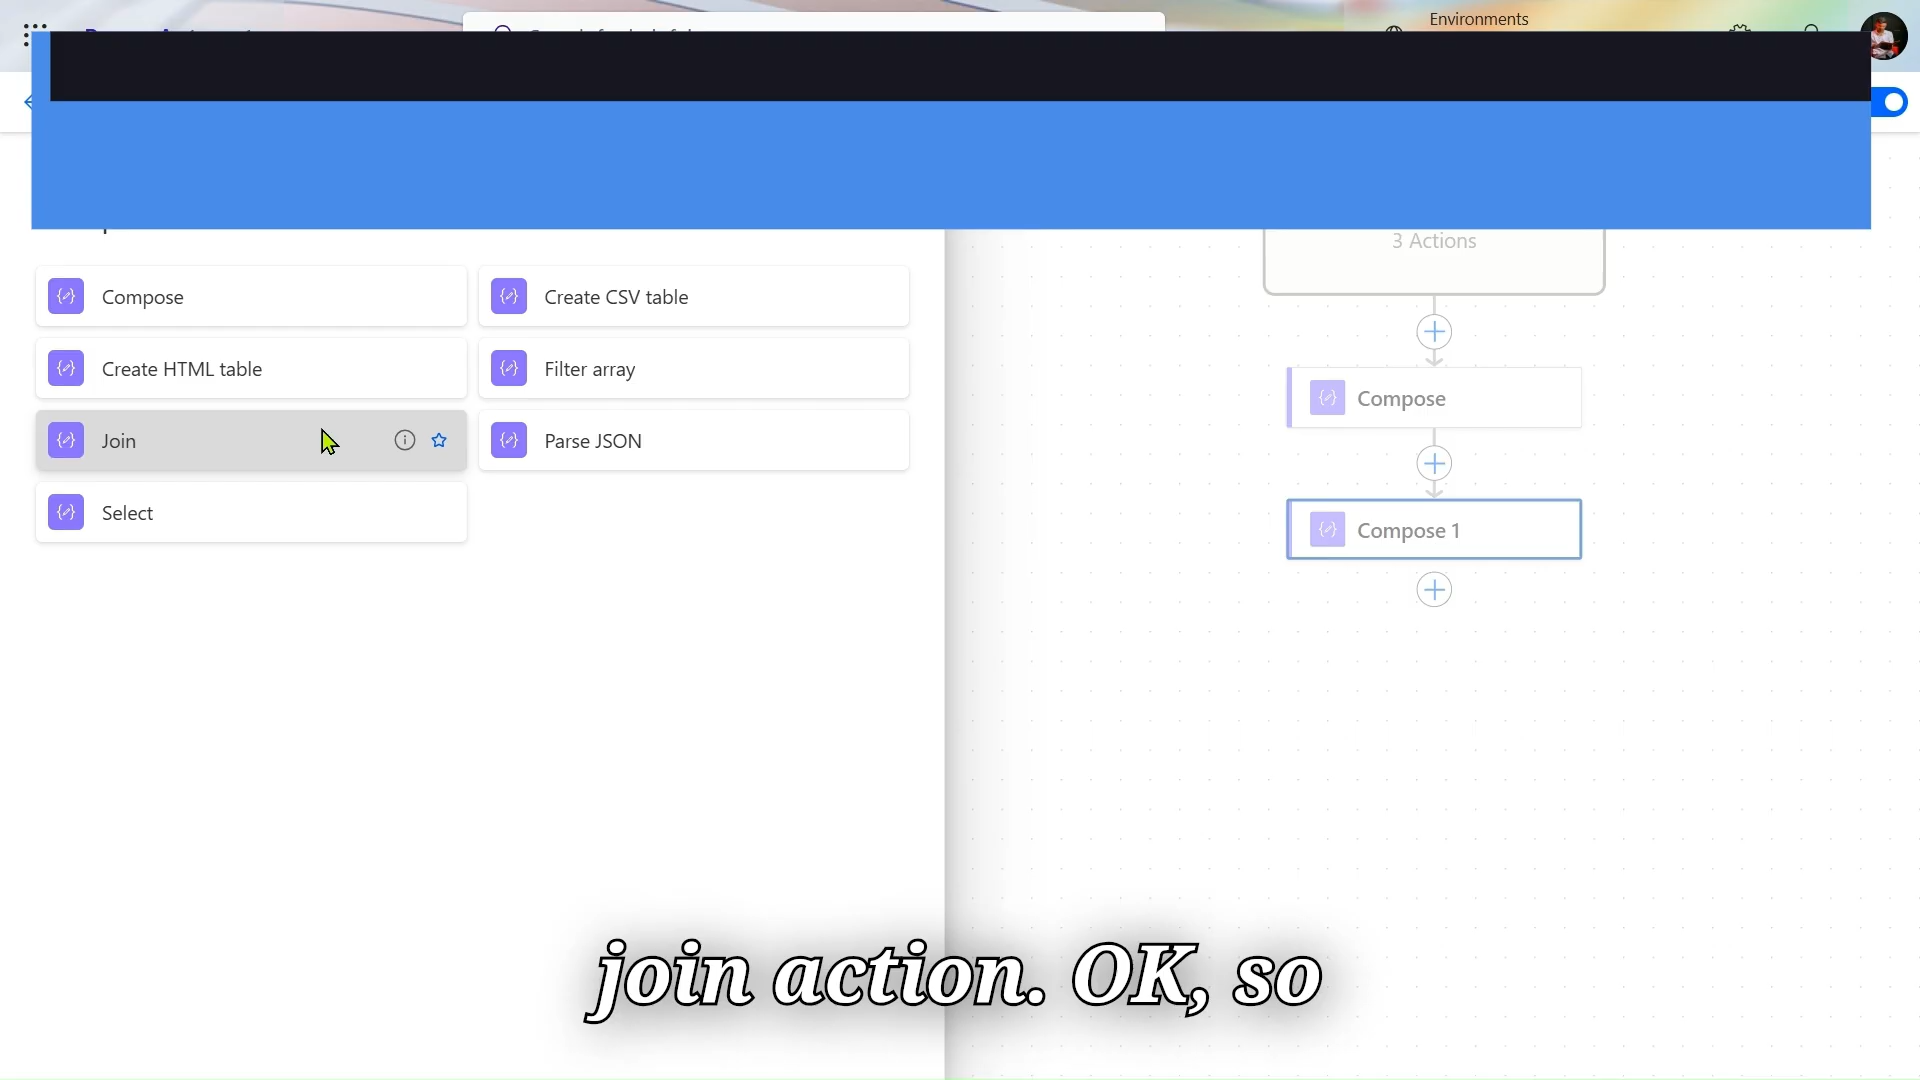 Environments
3 Actions
Compose
Create CSV table
Create HTML table
Filter array
Join
Parse JSON
Select
Compose
Compose 1
join action. OK, so